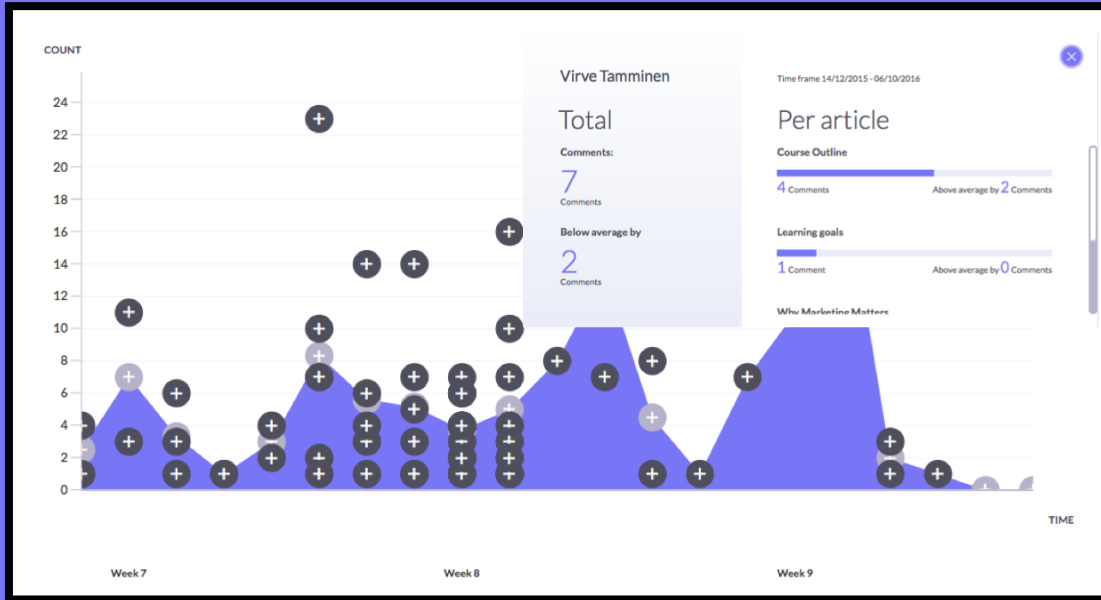 COUNT
24
22
20
18
16
14
12
10
8
6
4
2
0
Virve Tamminen
Total
Comments:
7
Comments
Below average by
2
Comments
Time frame 14/12/2015 - 06/10/2016
Per article
Course Outline
4 Comments Above average by 2 Comments
Learning goals
1 Comment Above average by 0 Comments
Why Marketing Matters
TIME
Week 7 Week 8 Week 9